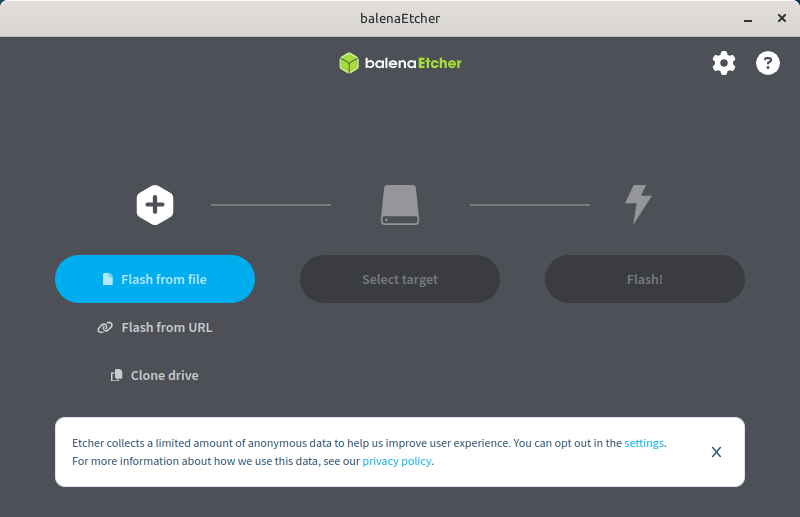 balenaEtcher
balenaEtcher
Flash from file
Select target
Flash!
Flash from URL
Clone drive
Etcher collects a limited amount of anonymous data to help us improve user experience. You can opt out in the settings.
For more information about how we use this data, see our privacy policy.